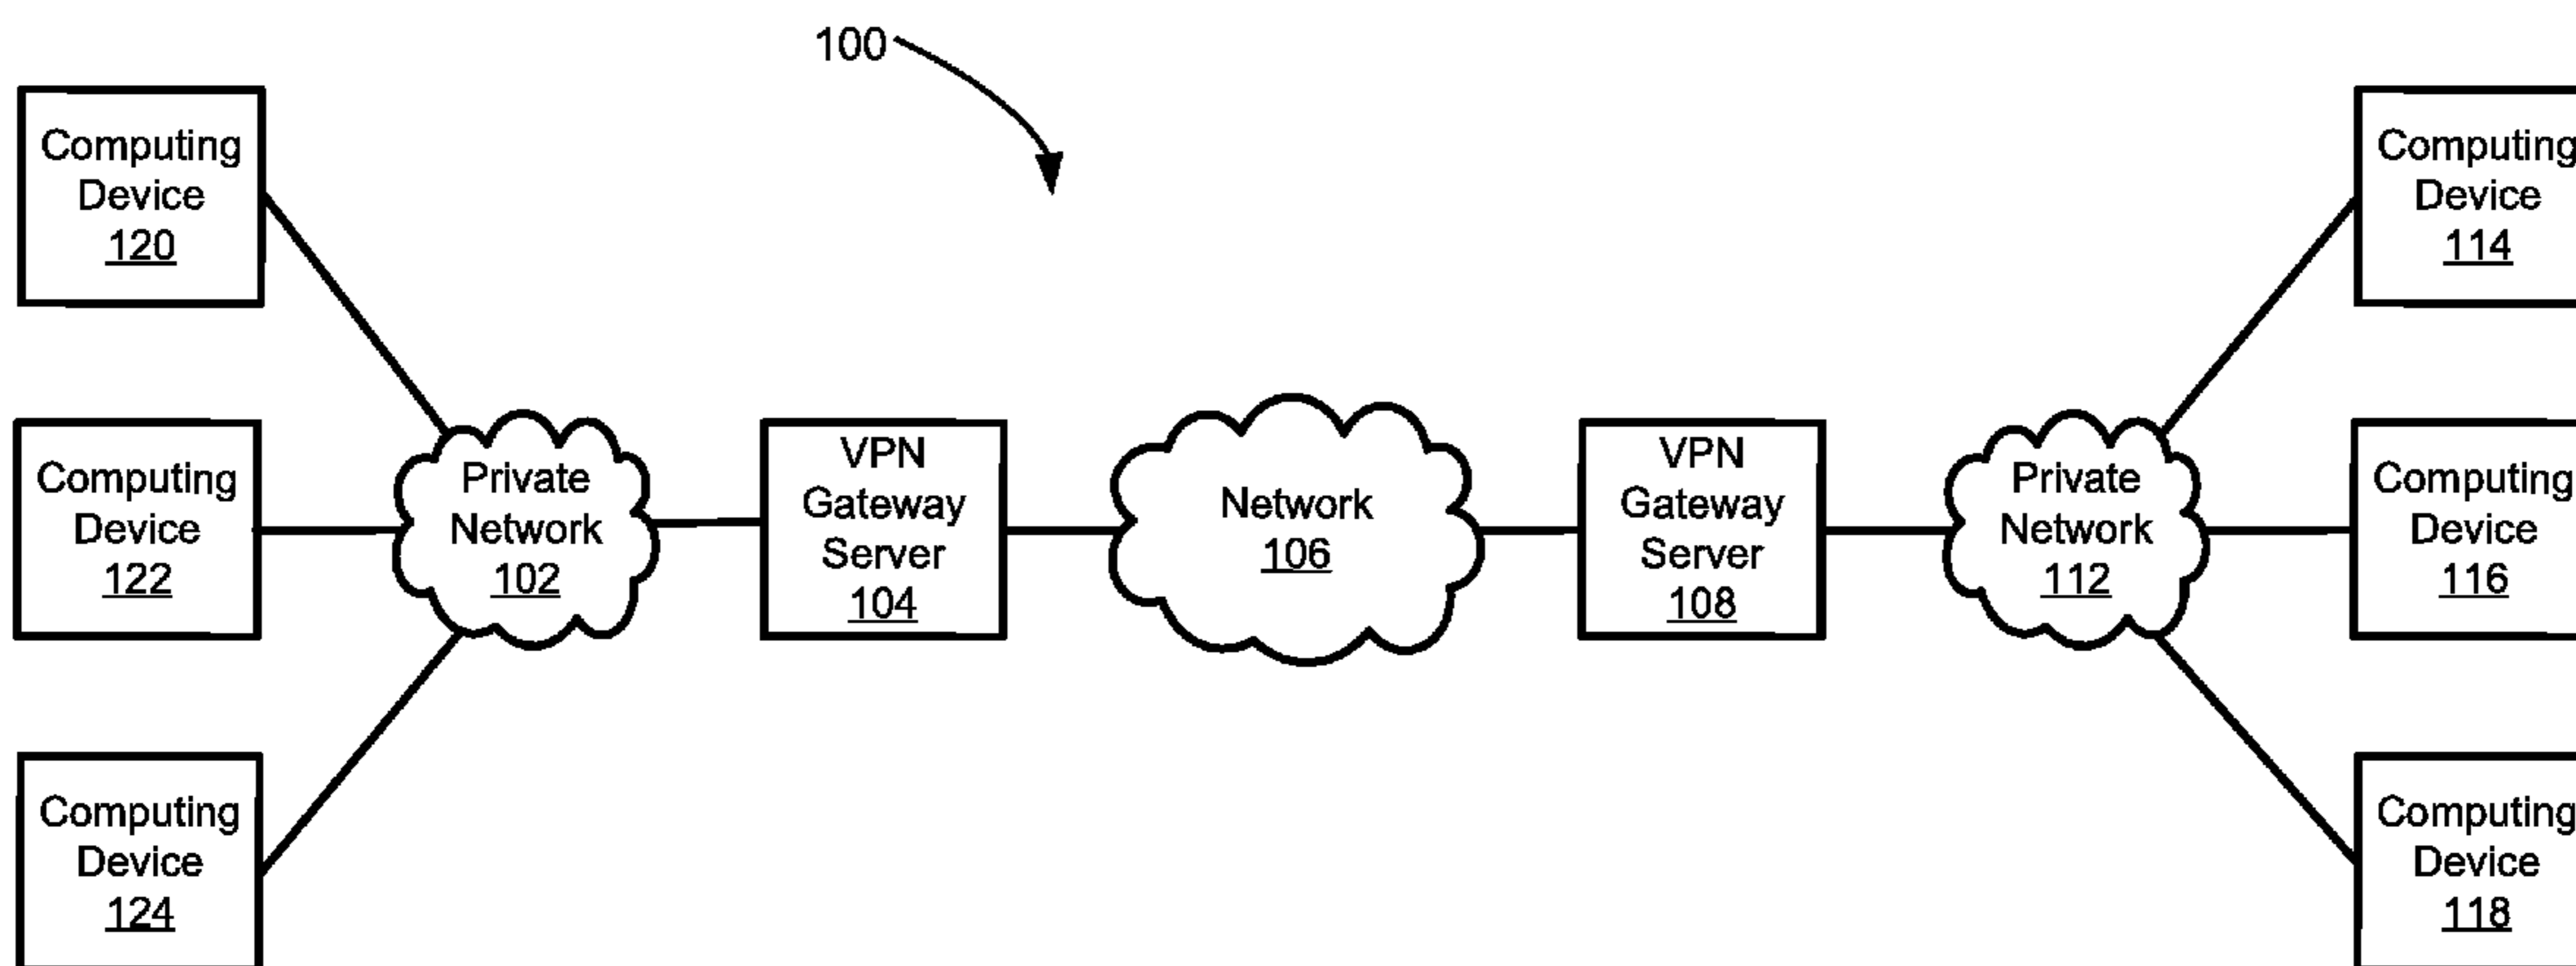 100
Computing
Device
120
Computing
Device
114
Computing
Device
122
Private
Network
102
VPN
Gateway
Server
104
Network
106
VPN
Gateway
Server
108
Private
Network
112
Computing
Device
116
Computing
Device
124
Computing
Device
118